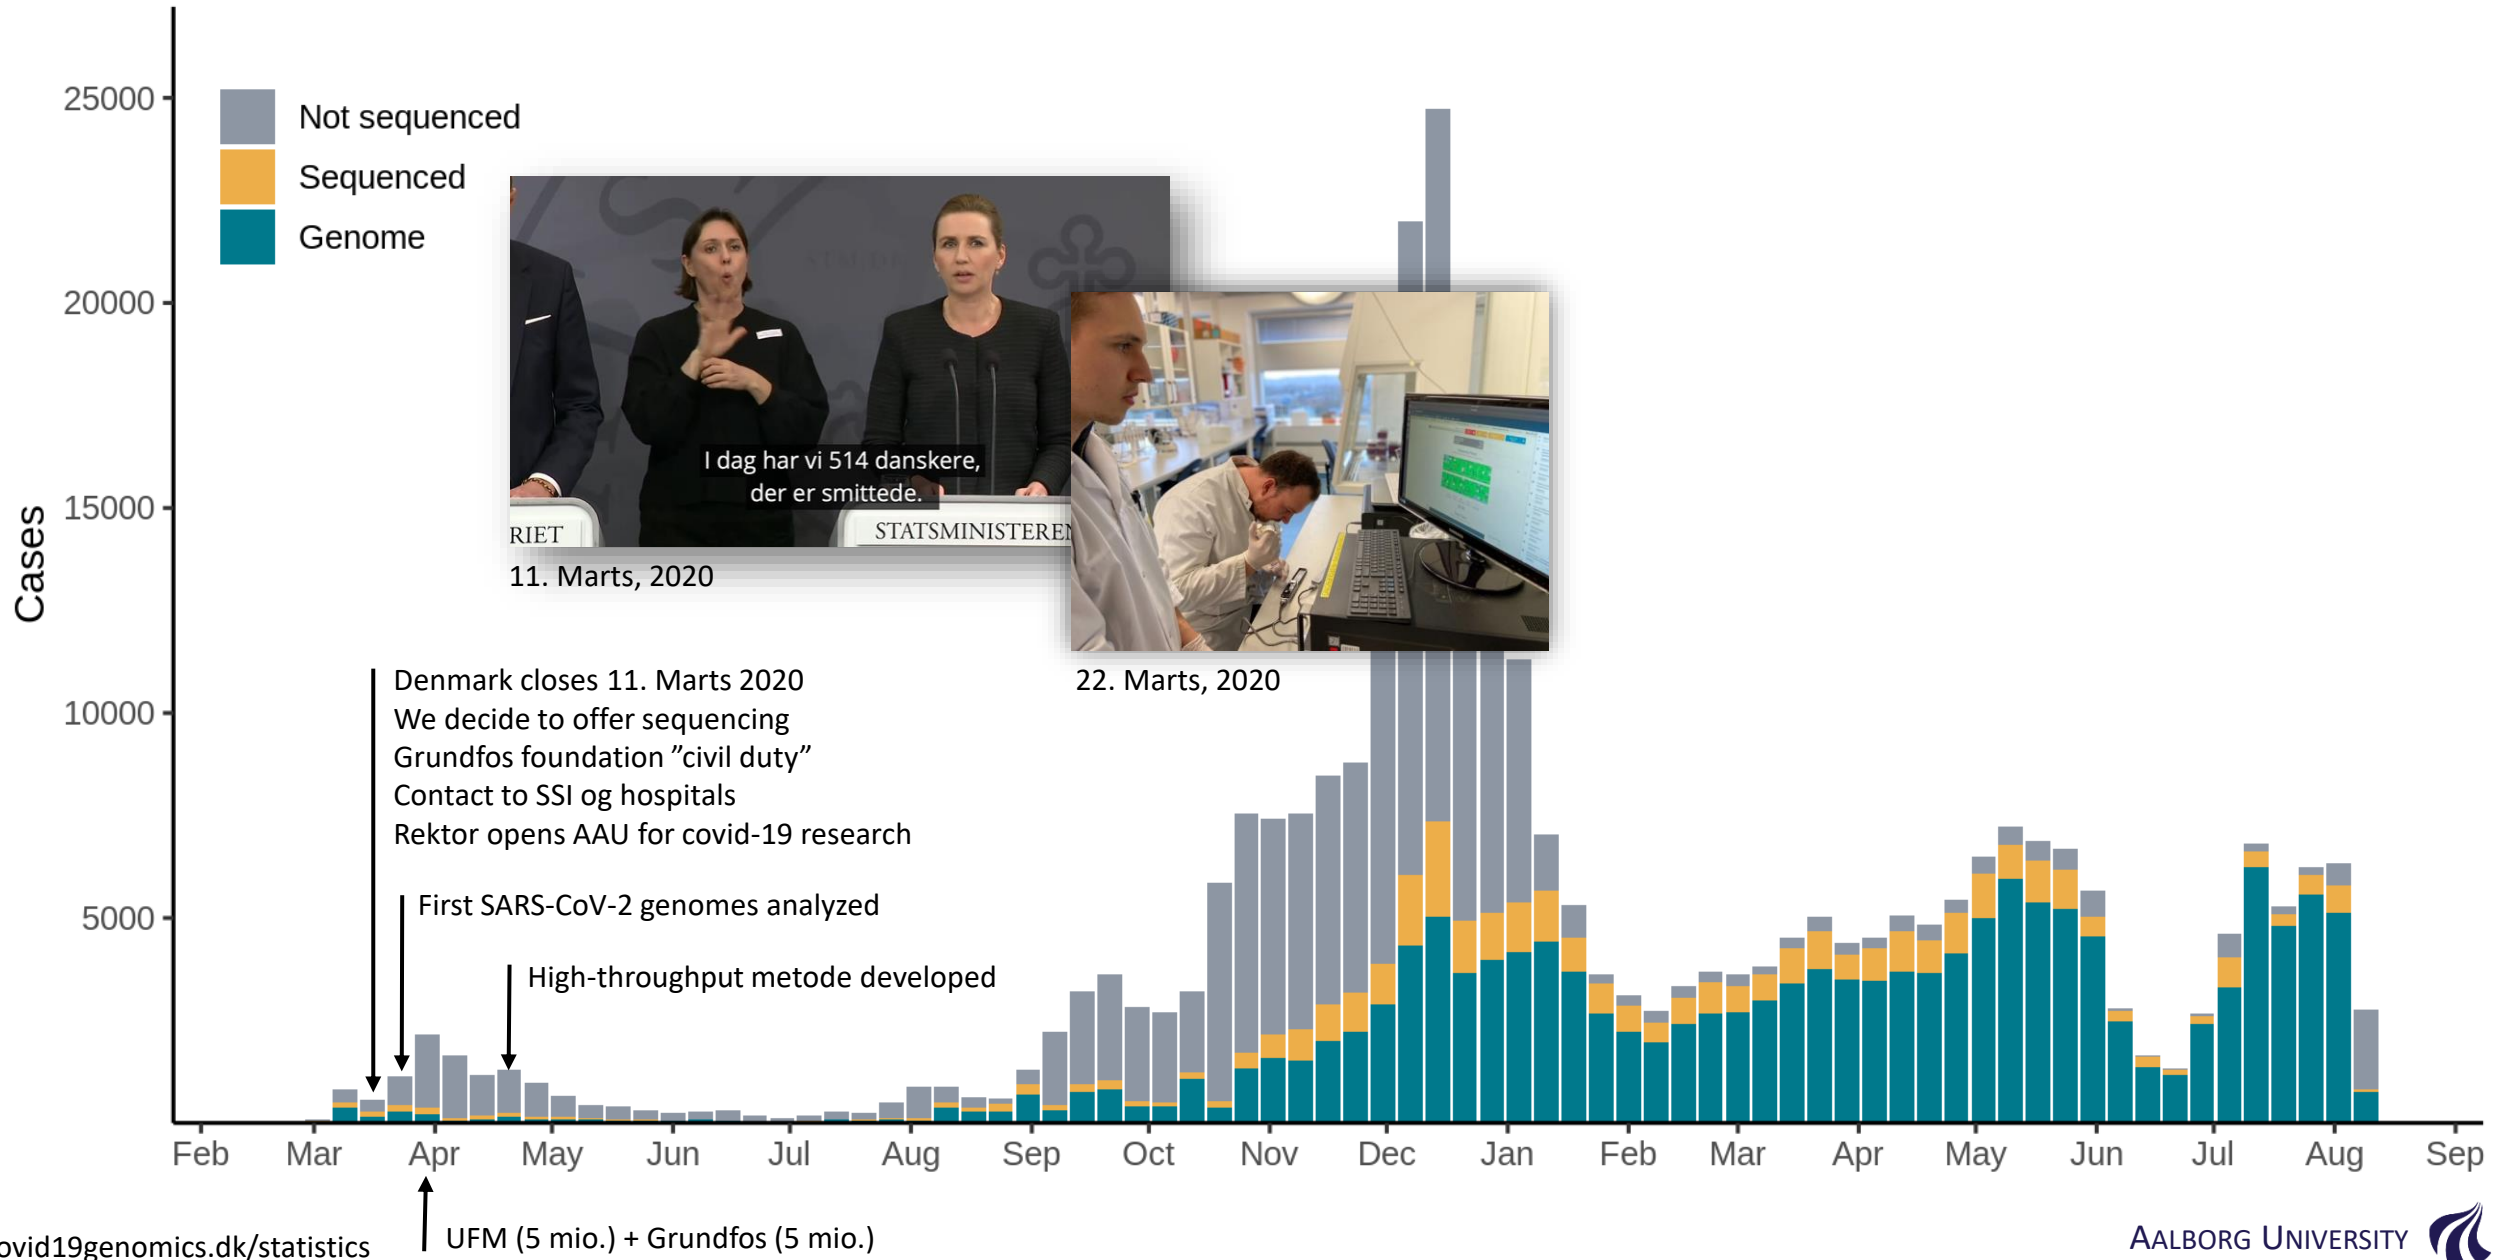 25000
20000
15000
10000
5000
Cases
Not sequenced
Sequenced
Genome
I dag har vi 514 danskere,
der er smittede.
RIET
STATSMINISTEREN
11. Marts, 2020
22. Marts, 2020
Denmark closes 11. Marts 2020
We decide to offer sequencing
Grundfos foundation ”civil duty”
Contact to SSI og hospitals
Rektor opens AAU for covid-19 research
First SARS-CoV-2 genomes analyzed
High-throughput metode developed
Feb Mar Apr May Jun Jul Aug Sep Oct Nov Dec Jan Feb Mar Apr May Jun Jul Aug Sep
UFM (5 mio.) + Grundfos (5 mio.)
ovid19genomics.dk/statistics
AALBORG UNIVERSITY